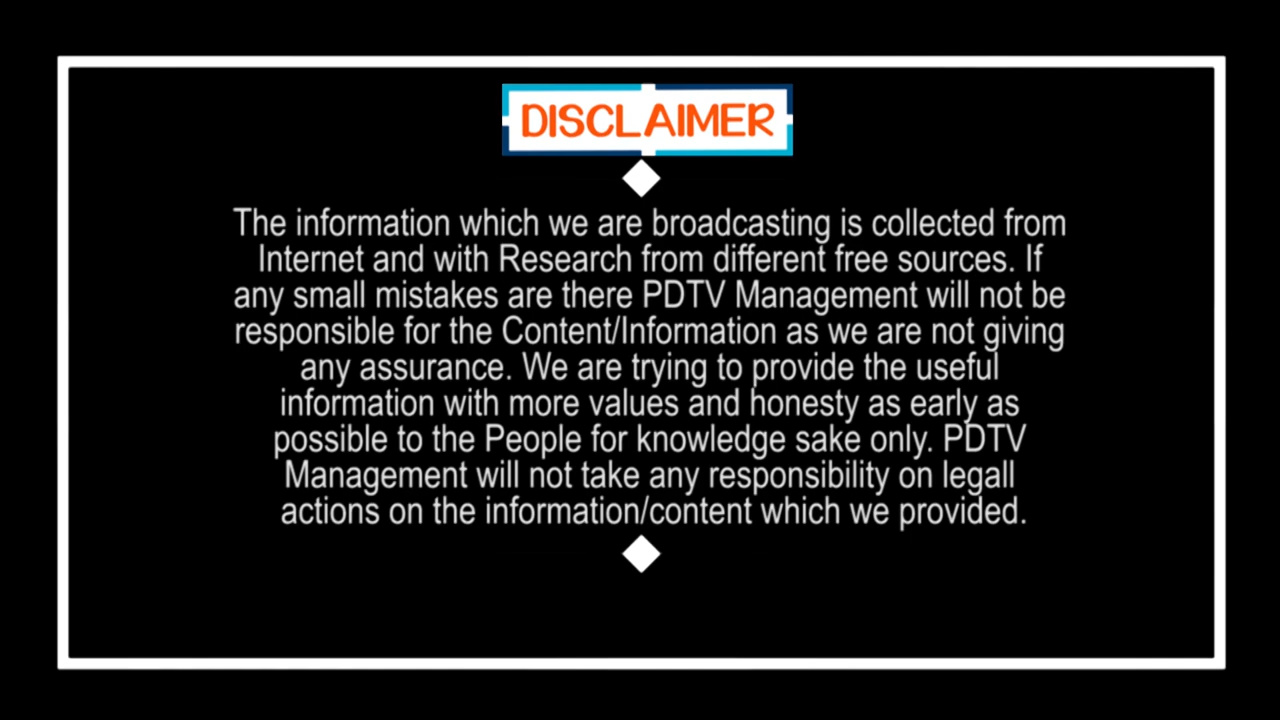 DISCLAIMER
The information which we are broadcasting is collected from
Internet and with Research from different free sources. If
any small mistakes are there PDTV Management will not be
responsible for the Content/Information as we are not giving
any assurance. We are trying to provide the useful
information with more values and honesty as early as
possible to the People for knowledge sake only. PDTV
Management will not take any responsibility on legall
actions on the information/content which we provided.